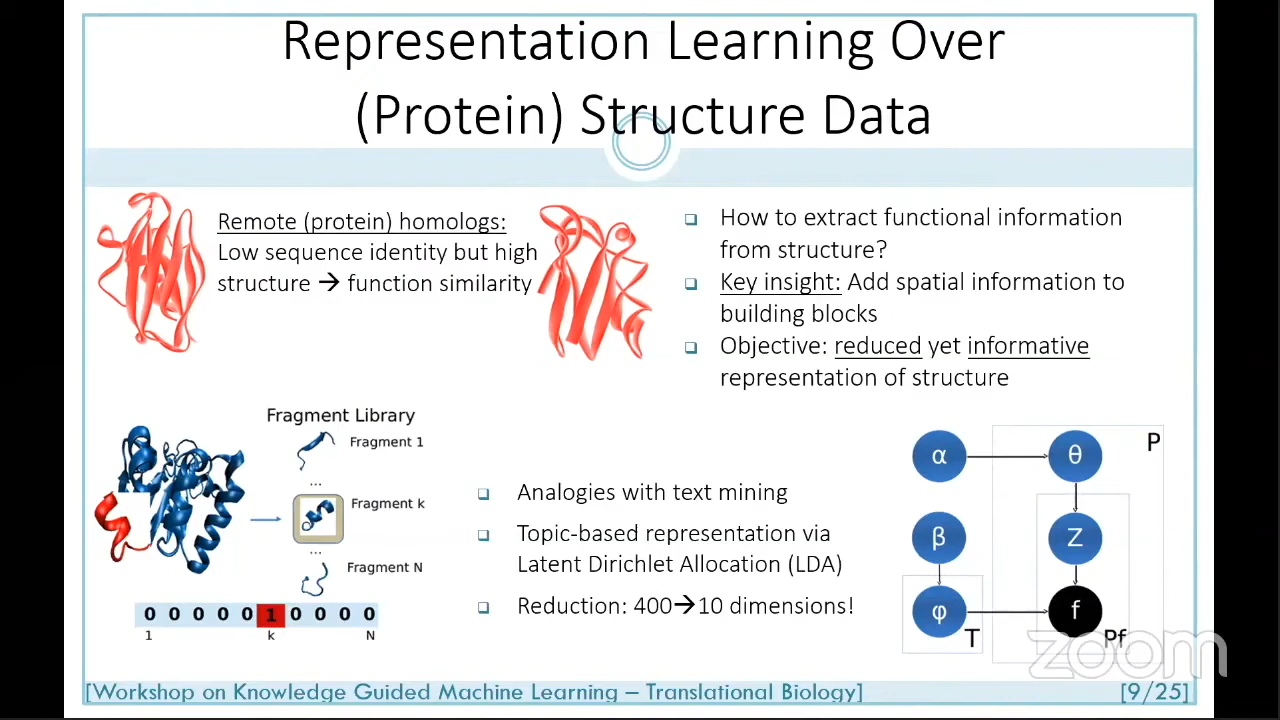 Representation Learning Over
(Protein) Structure Data
Remote (protein) homologs:
Low sequence identity but high
structure → function similarity
❑ How to extract functional information
from structure?
❑ Key insight: Add spatial information to
building blocks
❑ Objective: reduced yet informative
representation of structure
Fragment Library
Fragment 1
...
Fragment k
...
Fragment N
0 0 0 0 0 1 0 0 0 0
1 k N
❑ Analogies with text mining
❑ Topic-based representation via
Latent Dirichlet Allocation (LDA)
❑ Reduction: 400→10 dimensions!
α θ P
β Z
φ f
T Pf
zoom
[Workshop on Knowledge Guided Machine Learning – Translational Biology] [9/25]